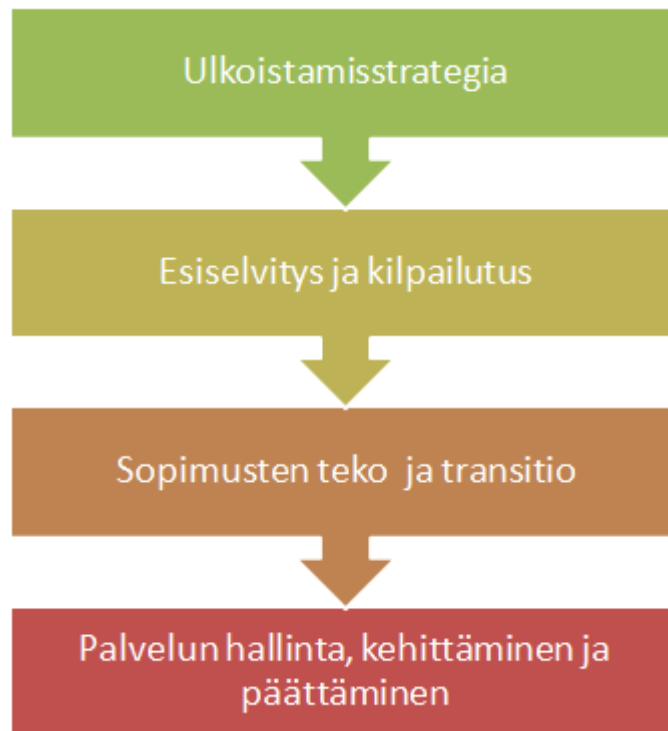 Ulkoistamisstrategia
Esiselvitys ja kilpailutus
Sopimusten teko ja transitio
Palvelun hallinta, kehittäminen ja
päättäminen